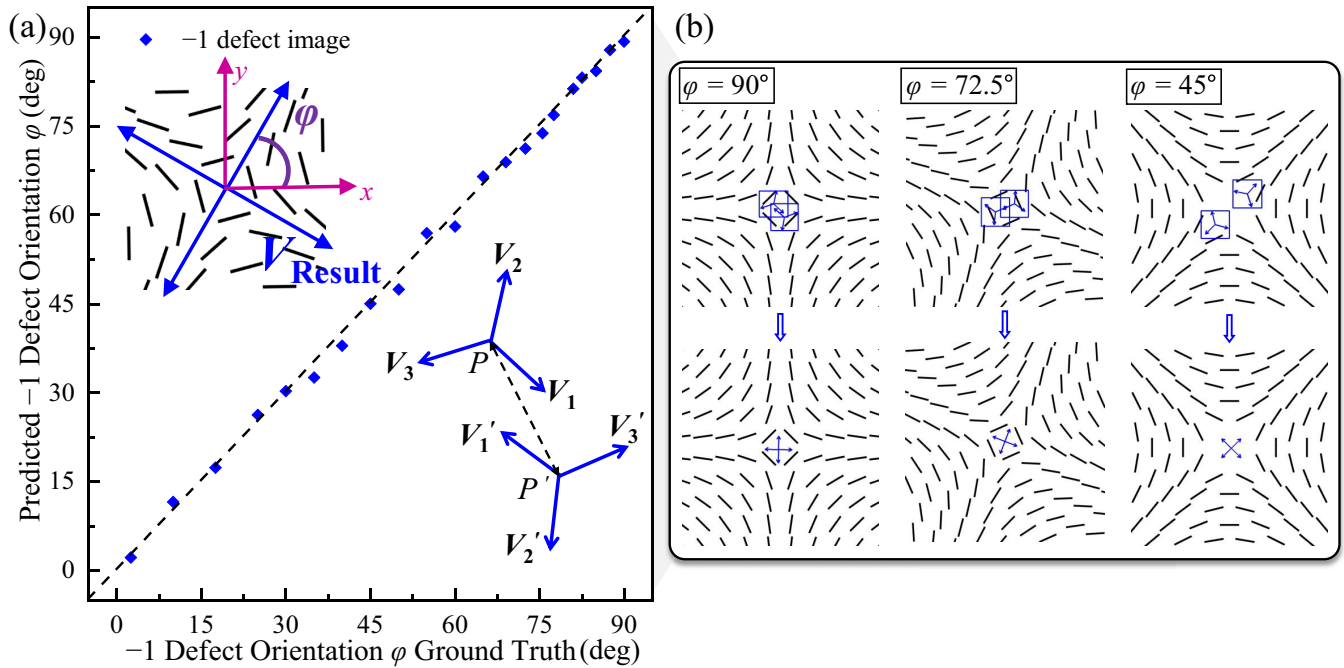 (a)
Predicted −1 Defect Orientation φ (deg)
90
75
60
45
30
15
0
−1 defect image
y
φ
x
V Result
V2
P
V3
V1
V1′
V3′
P′
V2′
0 15 30 45 60 75 90
−1 Defect Orientation φ Ground Truth (deg)
(b)
φ = 90°
φ = 72.5°
φ = 45°